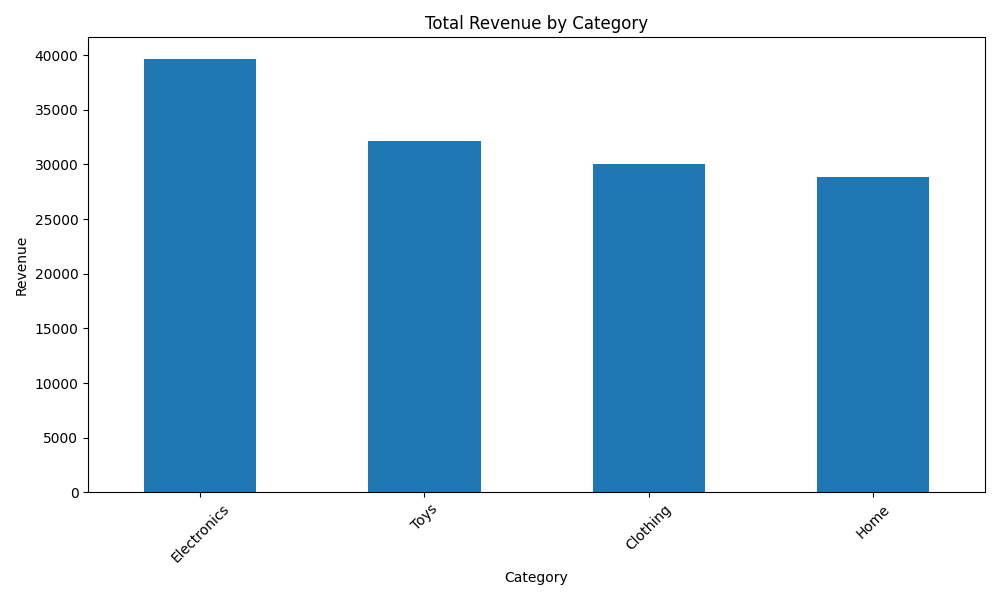 Total Revenue by Category
40000
35000
30000
25000
20000
15000
10000
5000
0
Revenue
Electronics
Toys
Clothing
Home
Category